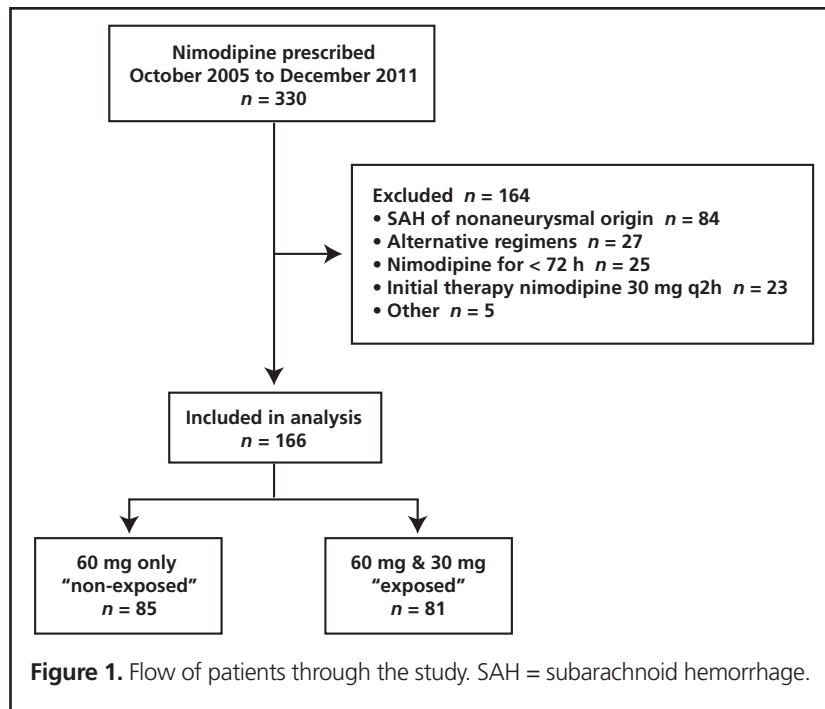 Nimodipine prescribed
October 2005 to December 2011
n = 330
Excluded n = 164
• SAH of nonaneurysmal origin n = 84
• Alternative regimens n = 27
• Nimodipine for < 72 h n = 25
• Initial therapy nimodipine 30 mg q2h n = 23
• Other n = 5
Included in analysis
n = 166
60 mg only
“non-exposed”
n = 85
60 mg & 30 mg
“exposed”
n = 81
Figure 1. Flow of patients through the study. SAH = subarachnoid hemorrhage.